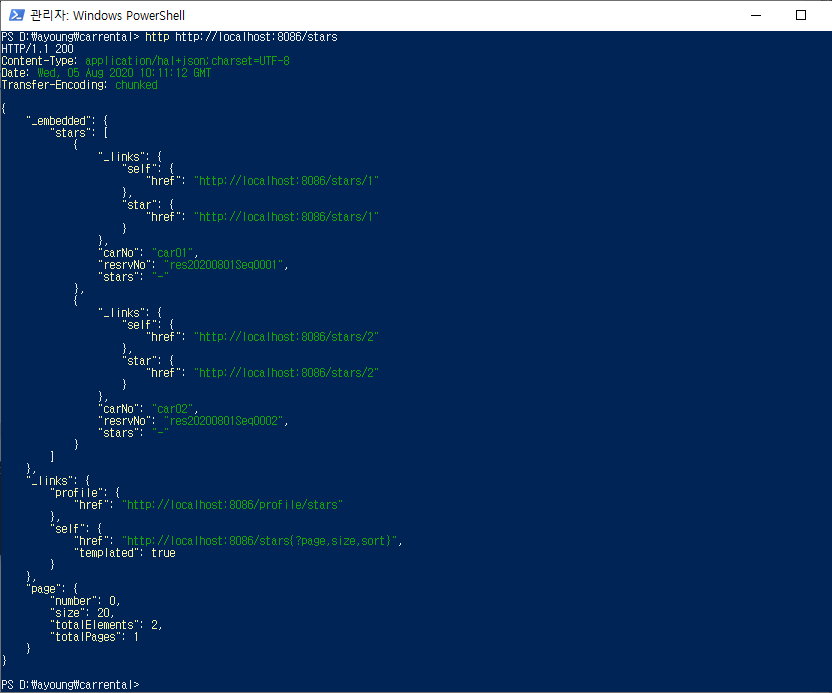 관리자: Windows PowerShell
PS D:\ayoung\carrental> http http://localhost:8086/stars
HTTP/1.1 200
Content-Type: application/hal+json;charset=UTF-8
Date: Wed, 05 Aug 2020 10:11:12 GMT
Transfer-Encoding: chunked
{
"_embedded": {
"stars": [
{
"_links": {
"self": {
"href": "http://localhost:8086/stars/1"
},
"star": {
"href": "http://localhost:8086/stars/1"
}
},
"carNo": "car01",
"resrvNo": "res20200801Seq0001",
"stars": "-"
},
{
"_links": {
"self": {
"href": "http://localhost:8086/stars/2"
},
"star": {
"href": "http://localhost:8086/stars/2"
}
},
"carNo": "car02",
"resrvNo": "res20200801Seq0002",
"stars": "-"
}
]
},
"_links": {
"profile": {
"href": "http://localhost:8086/profile/stars"
},
"self": {
"href": "http://localhost:8086/stars{?page,size,sort}",
"templated": true
}
},
"page": {
"number": 0,
"size": 20,
"totalElements": 2,
"totalPages": 1
}
}
PS D:\ayoung\carrental>